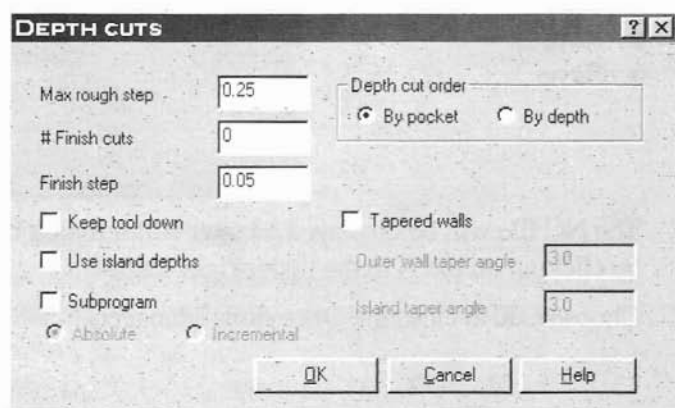 DEPTH CUTS ? X
Max rough step 0.25
# Finish cuts 0
Finish step 0.05
Depth cut order
By pocket By depth
Keep tool down
Use island depths
Subprogram
Absolute Incremental
Tapered walls
Outer wall taper angle 3.0
Island taper angle 3.0
OK Cancel Help